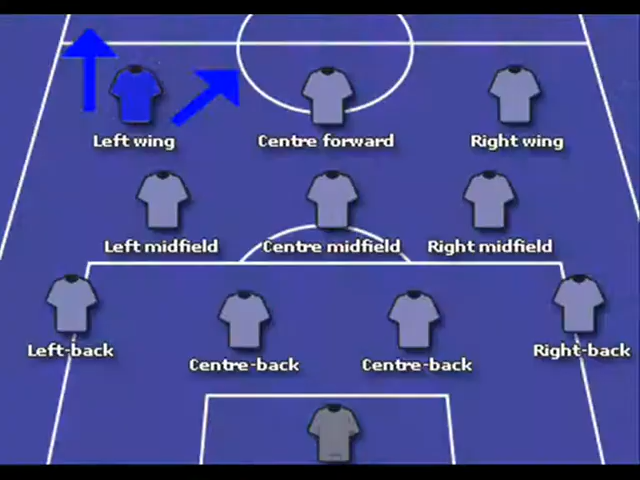 Left wing
Centre forward
Right wing
Left midfield
Centre midfield
Right midfield
Left-back
Centre-back
Centre-back
Right-back